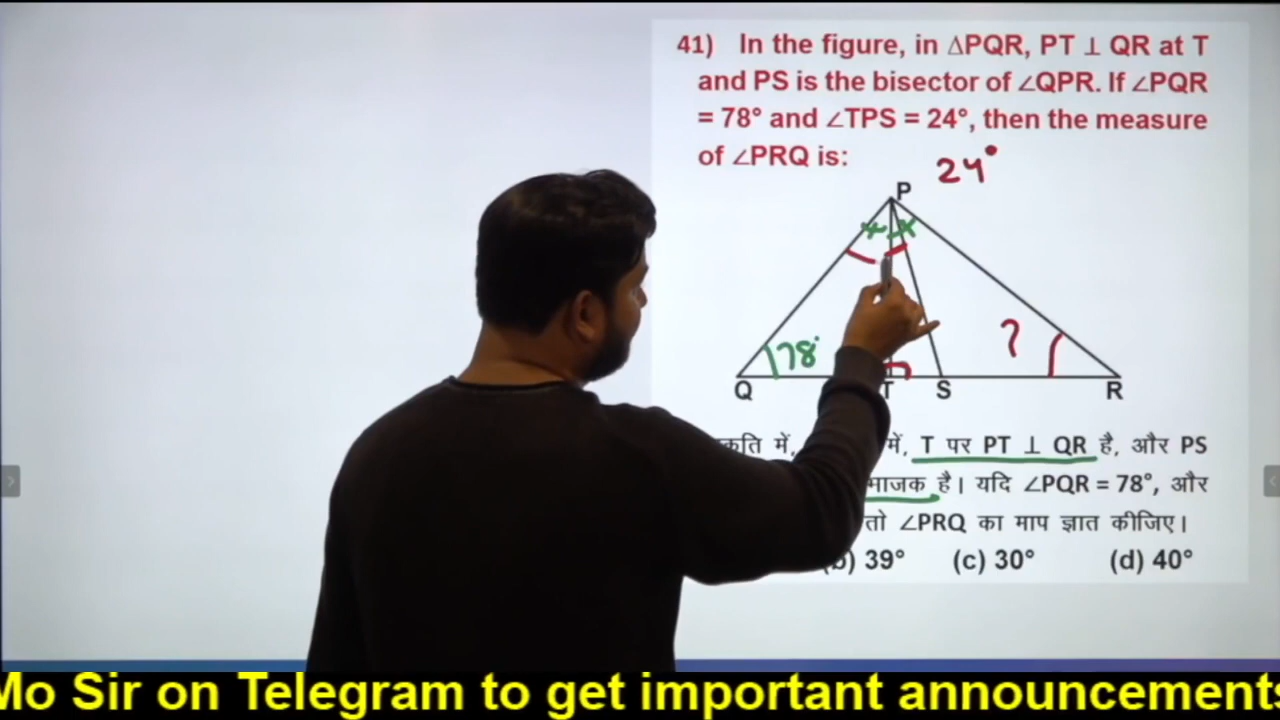 41) In the figure, in ΔPQR, PT ⊥ QR at T
and PS is the bisector of ∠QPR. If ∠PQR
= 78° and ∠TPS = 24°, then the measure
of ∠PRQ is:
24°
P
x x
78°
?
Q T S R
में, में, T पर PT ⊥ QR है, और PS
है। यदि ∠PQR = 78°, और
तो ∠PRQ का माप ज्ञात कीजिए।
(b) 39° (c) 30° (d) 40°
Mo Sir on Telegram to get important announcements